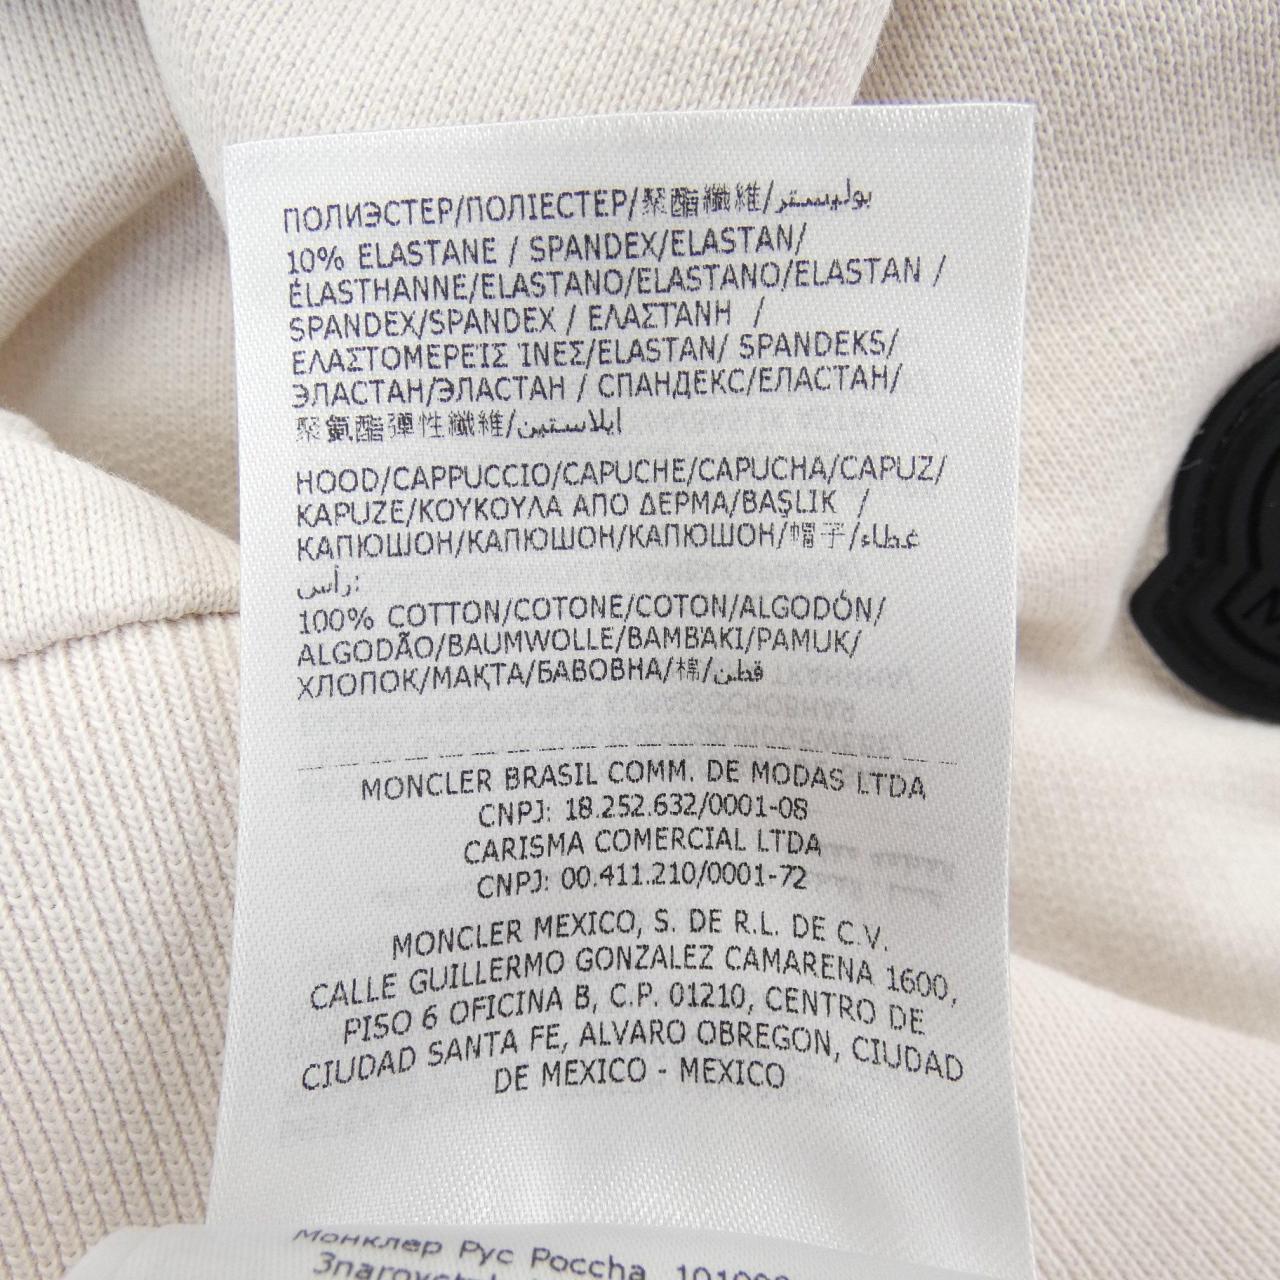 ПОЛИЭСТЕР/ПОЛІЕСТЕР/聚酯纖維/بوليستر
10% ELASTANE / SPANDEX/ELASTAN/
ÉLASTHANNE/ELASTANO/ELASTANO/ELASTAN /
SPANDEX/SPANDEX / ΕΛΑΣΤΆΝΗ /
ΕΛΑΣΤΟΜΕΡΕΊΣ ΊΝΕΣ/ELASTAN/ SPANDEKS/
ЭЛАСТАН/ЭЛАСТАН / СПАНДЕКС/ЕЛАСТАН/
聚氨酯彈性纖維/ايلاستين
HOOD/CAPPUCCIO/CAPUCHE/CAPUCHA/CAPUZ/
KAPUZE/ΚΟΥΚΟΥΛΑ ΑΠΟ ΔΕΡΜΑ/BAŞLIK /
КАПЮШОН/КАПЮШОН/КАПЮШОН/帽子/غطاء
رأس:
100% COTTON/COTONE/COTON/ALGODÓN/
ALGODÃO/BAUMWOLLE/ΒΑΜΒΆΚΙ/PAMUK/
ХЛОПОК/МАҚТА/БАВОВНА/棉/قطن
MONCLER BRASIL COMM. DE MODAS LTDA
CNPJ: 18.252.632/0001-08
CARISMA COMERCIAL LTDA
CNPJ: 00.411.210/0001-72
MONCLER MEXICO, S. DE R.L. DE C.V.
CALLE GUILLERMO GONZALEZ CAMARENA 1600,
PISO 6 OFICINA B, C.P. 01210, CENTRO DE
CIUDAD SANTA FE, ALVARO OBREGON, CIUDAD
DE MEXICO - MEXICO
Монклер Рус Россha